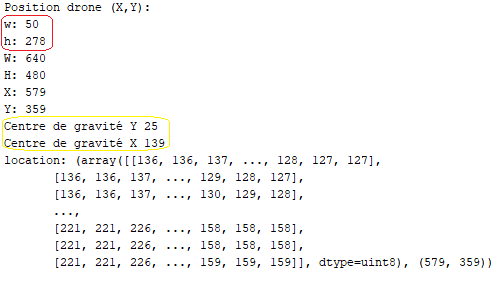 Position drone (X,Y):
w: 50
h: 278
W: 640
H: 480
X: 579
Y: 359
Centre de gravité Y 25
Centre de gravité X 139
location: (array([[136, 136, 137, ..., 128, 127, 127],
[136, 136, 137, ..., 129, 128, 127],
[136, 136, 137, ..., 130, 129, 128],
...,
[221, 221, 226, ..., 158, 158, 158],
[221, 221, 226, ..., 158, 158, 158],
[221, 221, 226, ..., 159, 159, 159]], dtype=uint8), (579, 359))